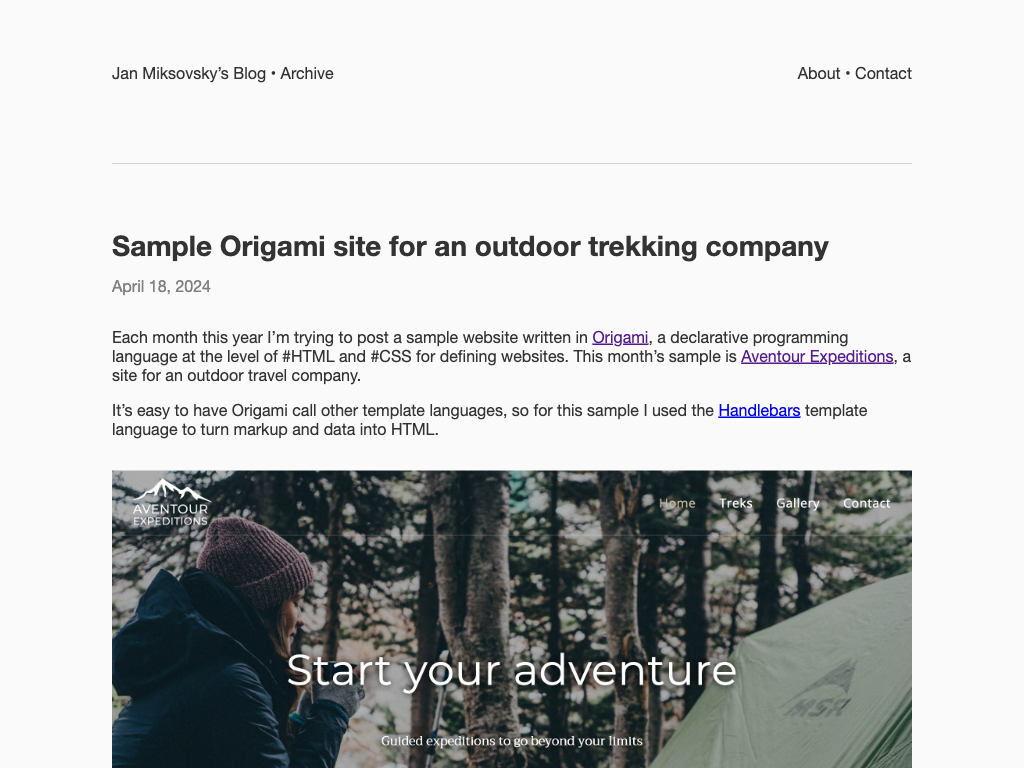 Jan Miksovsky’s Blog • Archive
About • Contact
Sample Origami site for an outdoor trekking company
April 18, 2024
Each month this year I’m trying to post a sample website written in Origami, a declarative programming
language at the level of #HTML and #CSS for defining websites. This month’s sample is Aventour Expeditions, a
site for an outdoor travel company.
It’s easy to have Origami call other template languages, so for this sample I used the Handlebars template
language to turn markup and data into HTML.
AVENTOUR
EXPEDITIONS
Home Treks Gallery Contact
Start your adventure
MSR
Guided expeditions to go beyond your limits